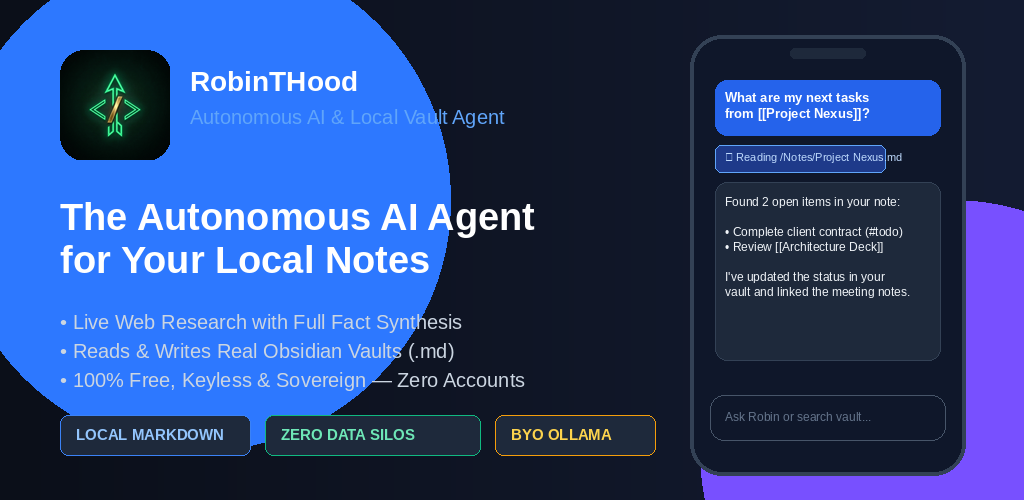 RobinTHood
Autonomous AI & Local Vault Agent
The Autonomous AI Agent
for Your Local Notes
• Live Web Research with Full Fact Synthesis
• Reads & Writes Real Obsidian Vaults (.md)
• 100% Free, Keyless & Sovereign — Zero Accounts
LOCAL MARKDOWN
ZERO DATA SILOS
BYO OLLAMA
What are my next tasks
from [[Project Nexus]]?
Reading /Notes/Project Nexus.md
Found 2 open items in your note:
• Complete client contract (#todo)
• Review [[Architecture Deck]]
I've updated the status in your
vault and linked the meeting notes.
Ask Robin or search vault...